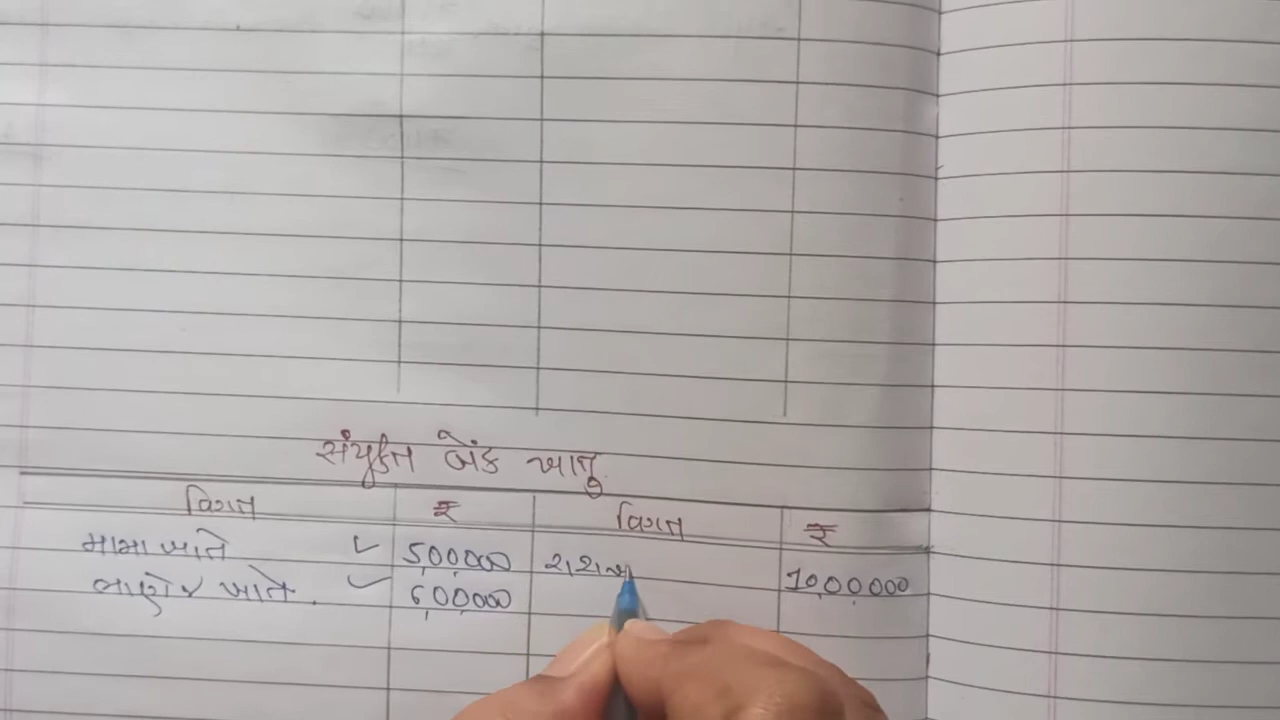 સંયુક્ત બેંક ખાતુ
વિગત ₹ વિગત ₹
મામા ખાતે ✓ 5,00,000 10,00,000
ભાણેજ ખાતે. ✓ 6,00,000